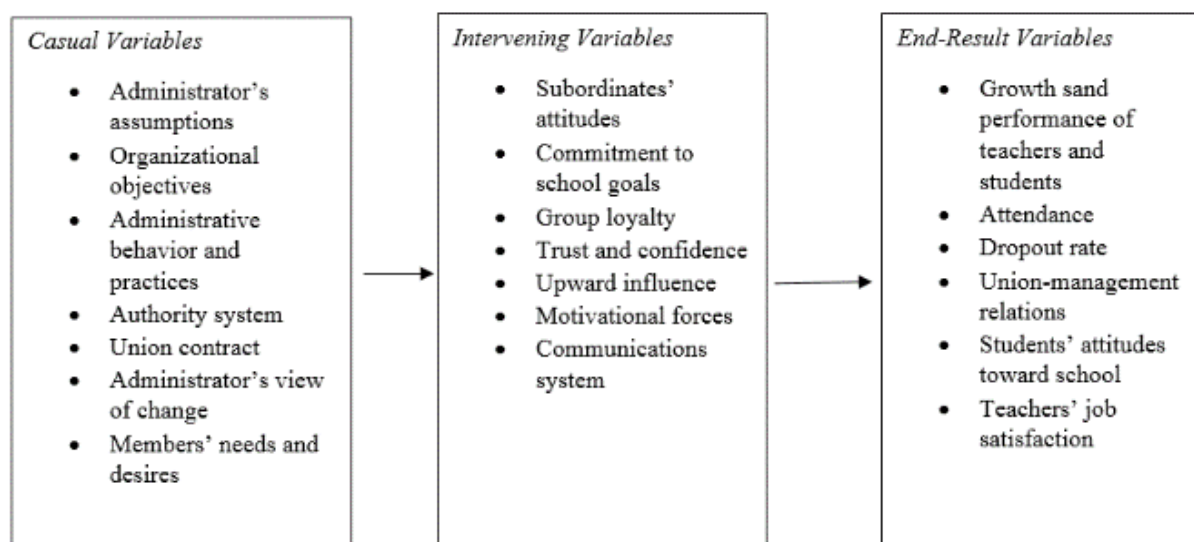 Casual Variables
• Administrator's
assumptions
• Organizational
objectives
• Administrative
behavior and
practices
• Authority system
• Union contract
• Administrator's view
of change
• Members' needs and
desires
Intervening Variables
• Subordinates'
attitudes
• Commitment to
school goals
• Group loyalty
• Trust and confidence
• Upward influence
• Motivational forces
• Communications
system
End-Result Variables
• Growth sand
performance of
teachers and
students
• Attendance
• Dropout rate
• Union-management
relations
• Students' attitudes
toward school
• Teachers' job
satisfaction